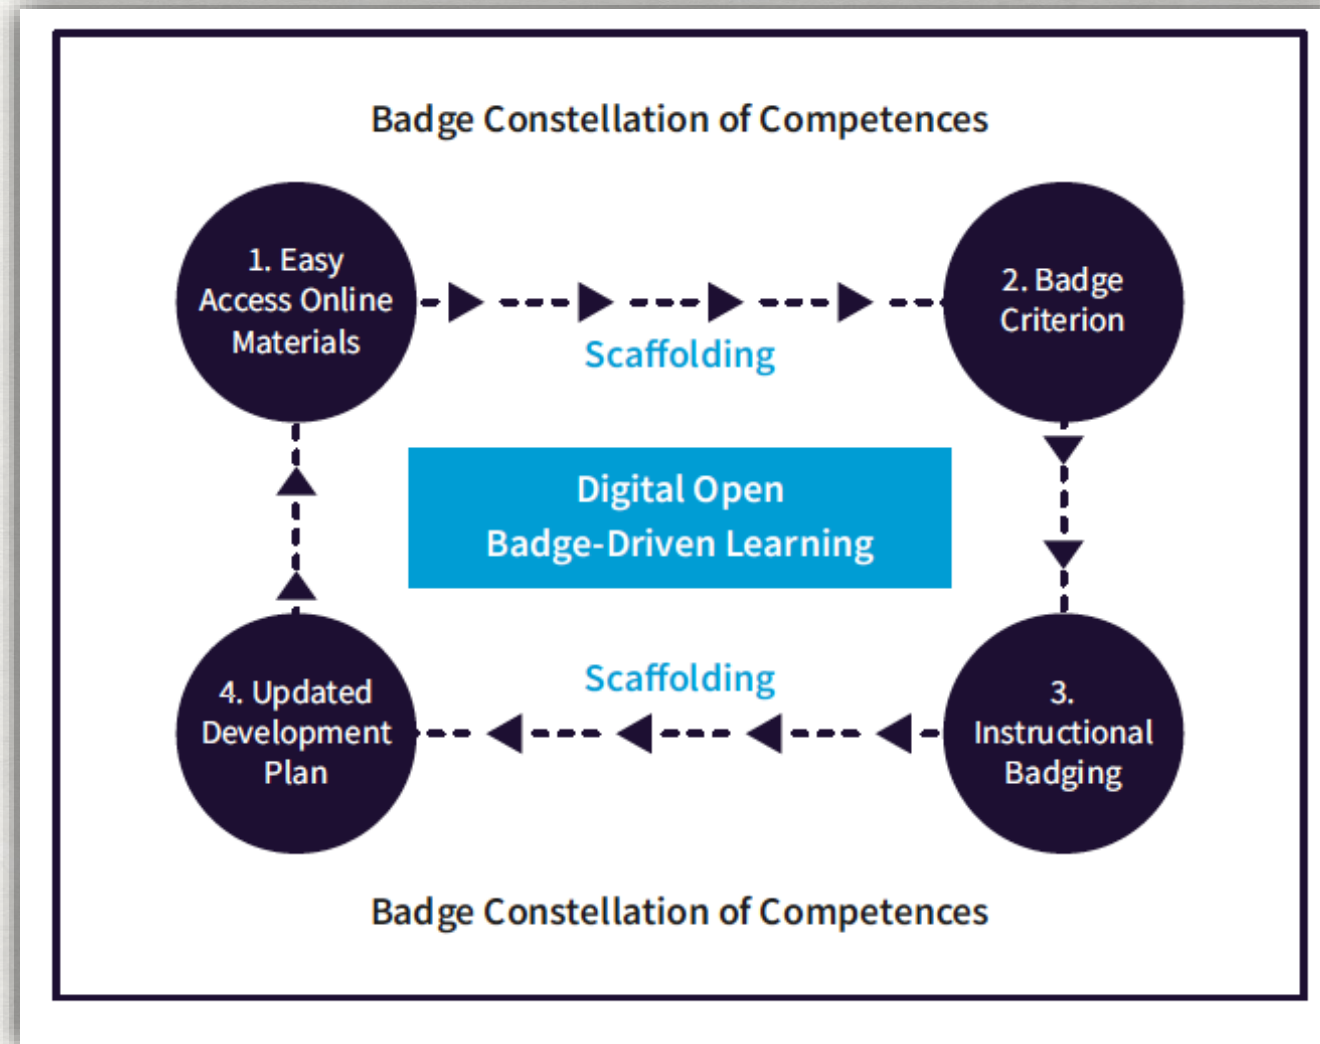 Badge Constellation of Competences
1. Easy
Access Online
Materials
2. Badge
Criterion
Scaffolding
Digital Open
Badge-Driven Learning
Scaffolding
4. Updated
Development
Plan
3.
Instructional
Badging
Badge Constellation of Competences